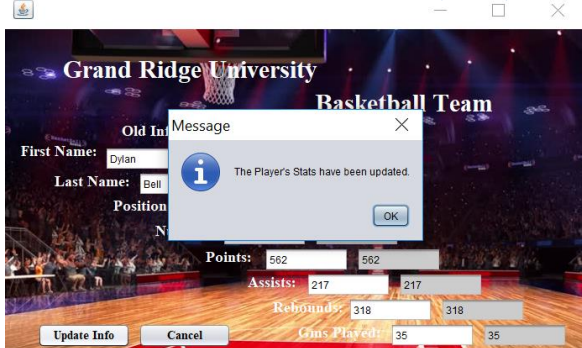 Grand Ridge University
Basketball Team
Old Inf
Message
The Player's Stats have been updated.
OK
First Name: Dylan
Last Name: Bell
Position
N
Points: 562 562
Assists: 217 217
Rebounds: 318 318
Gms Played: 35 35
Update Info Cancel